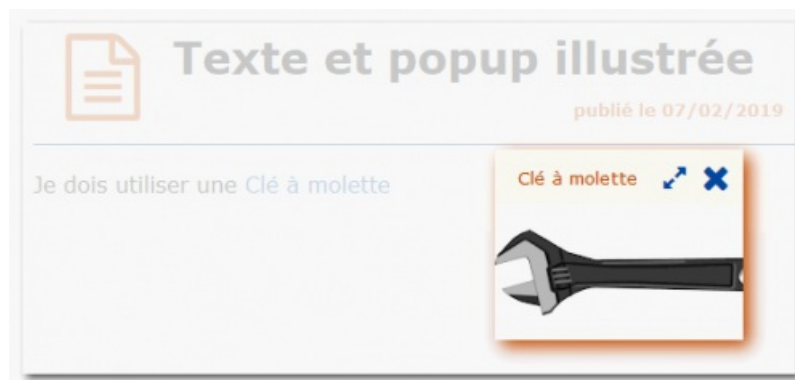 Texte et popup illustrée
publié le 07/02/2019
Je dois utiliser une Clé à molette
Clé à molette